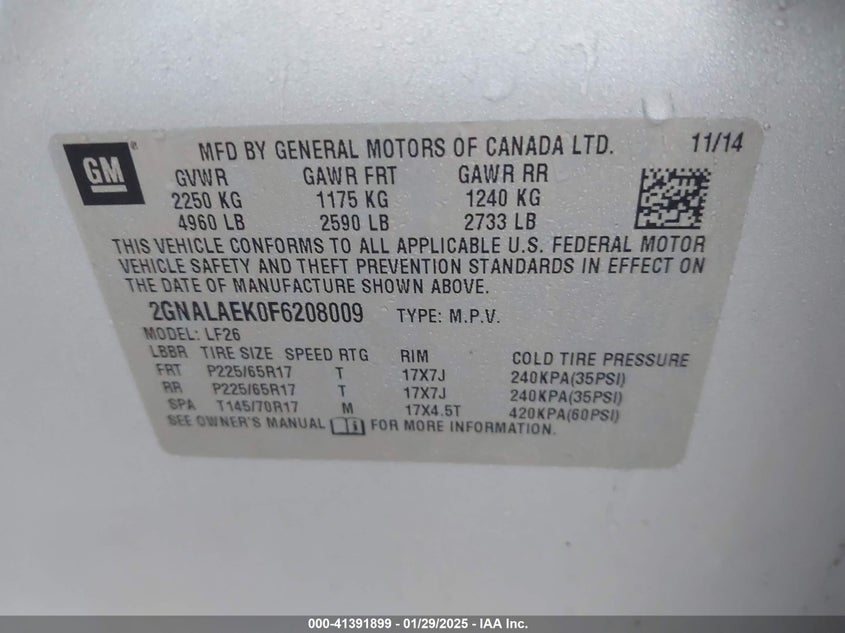 GM
MFD BY GENERAL MOTORS OF CANADA LTD. 11/14
GVWR GAWR FRT GAWR RR
2250 KG 1175 KG 1240 KG
4960 LB 2590 LB 2733 LB
THIS VEHICLE CONFORMS TO ALL APPLICABLE U.S. FEDERAL MOTOR
VEHICLE SAFETY AND THEFT PREVENTION STANDARDS IN EFFECT ON
THE DATE OF MANUFACTURE SHOWN ABOVE.
2GNALAEK0F6208009 TYPE: M.P.V.
MODEL: LF26
LBBR TIRE SIZE SPEED RTG RIM COLD TIRE PRESSURE
FRT P225/65R17 T 17X7J 240KPA(35PSI)
RR P225/65R17 T 17X7J 240KPA(35PSI)
SPA T145/70R17 M 17X4.5T 420KPA(60PSI)
SEE OWNER'S MANUAL FOR MORE INFORMATION.
000-41391899 - 01/29/2025 - IAA Inc.